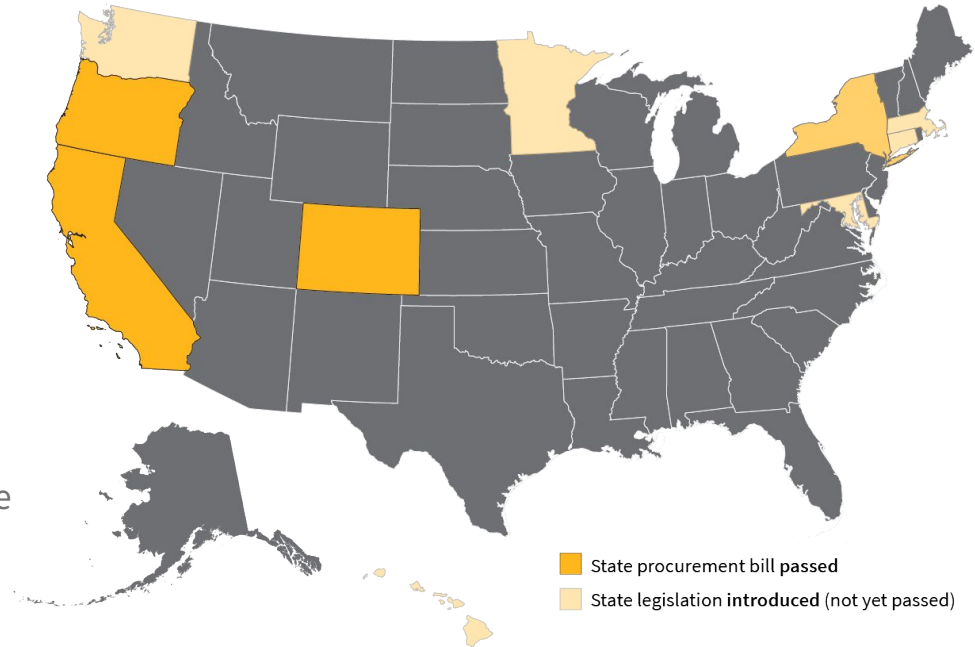 e
State procurement bill passed
State legislation introduced (not yet passed)